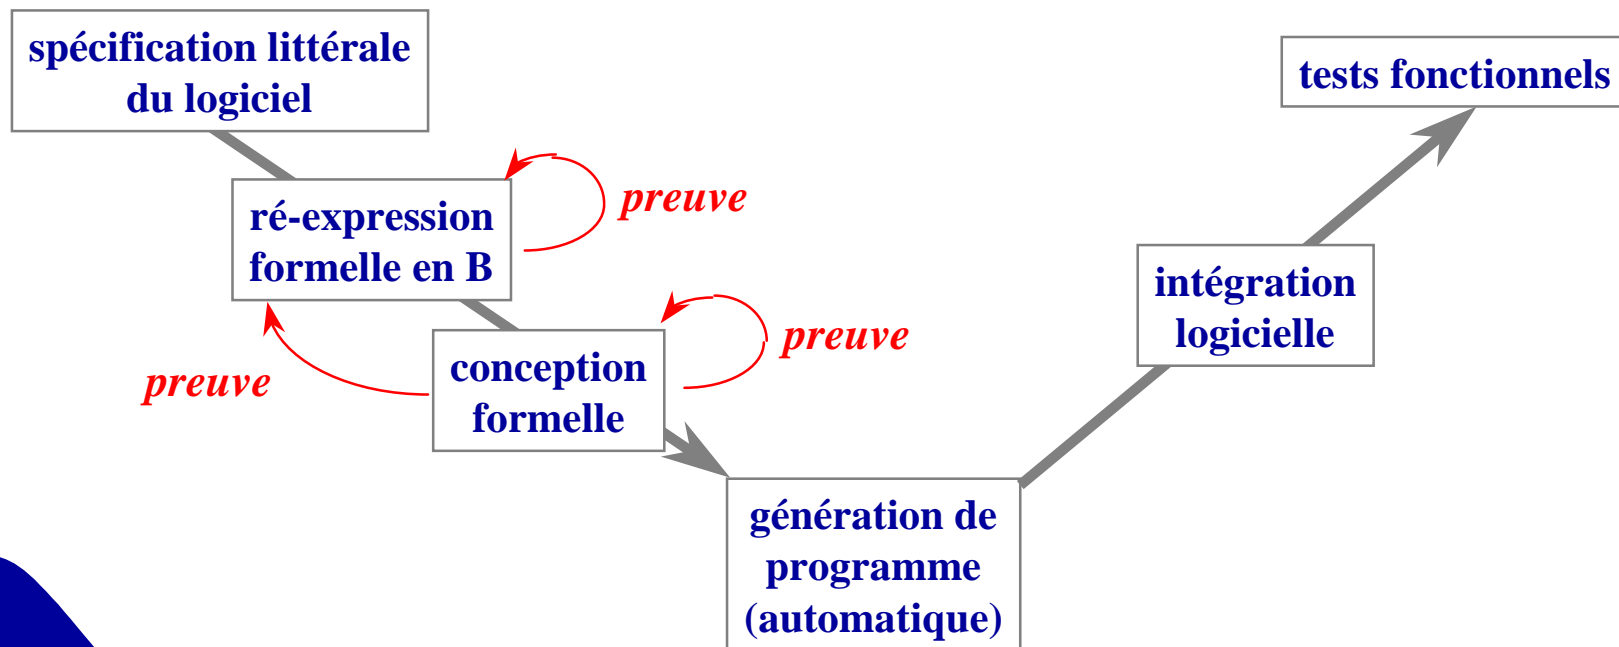 spécification littérale
du logiciel
tests fonctionnels
ré-expression
formelle en B
preuve
intégration
logicielle
conception
formelle
preuve
preuve
génération de
programme
(automatique)